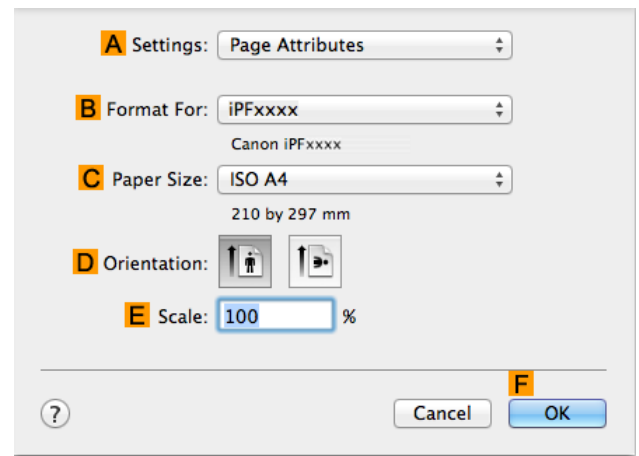 A Settings: Page Attributes
B Format For: iPFxxxx
Canon iPFxxxx
C Paper Size: ISO A4
210 by 297 mm
D Orientation:
E Scale: 100 %
F
? Cancel OK